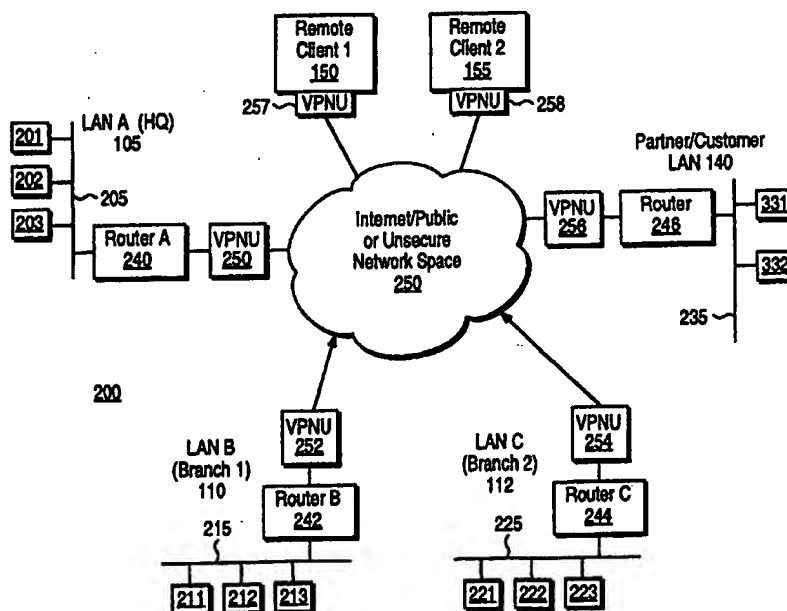 Remote
Client 1
150
VPNU
257
Remote
Client 2
155
VPNU
258
LAN A (HQ)
105
201
202
203
205
Router A
240
VPNU
250
Internet/Public
or Unsecure
Network Space
250
Partner/Customer
LAN 140
VPNU
256
Router
246
331
332
235
200
VPNU
252
LAN B
(Branch 1)
110
Router B
242
215
211
212
213
VPNU
254
LAN C
(Branch 2)
112
Router C
244
225
221
222
223